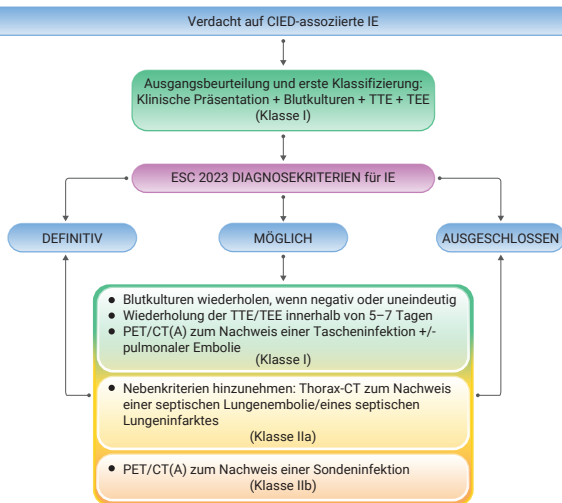 Verdacht auf CIED-assoziierte IE
Ausgangsbeurteilung und erste Klassifizierung:
Klinische Präsentation + Blutkulturen + TTE + TEE
(Klasse I)
ESC 2023 DIAGNOSEKRITERIEN für IE
DEFINITIV
MÖGLICH
AUSGESCHLOSSEN
• Blutkulturen wiederholen, wenn negativ oder uneindeutig
• Wiederholung der TTE/TEE innerhalb von 5–7 Tagen
• PET/CT(A) zum Nachweis einer Tascheninfektion +/-
pulmonaler Embolie
(Klasse I)
• Nebenkriterien hinzunehmen: Thorax-CT zum Nachweis
einer septischen Lungenembolie/eines septischen
Lungeninfarktes
(Klasse IIa)
• PET/CT(A) zum Nachweis einer Sondeninfektion
(Klasse IIb)